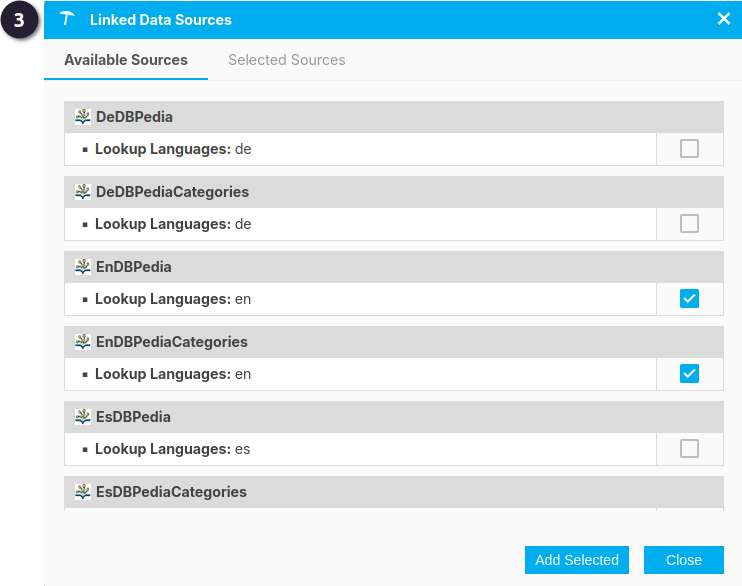 3
Linked Data Sources
Available Sources
Selected Sources
DeDBPedia
▪ Lookup Languages: de
DeDBPediaCategories
▪ Lookup Languages: de
EnDBPedia
▪ Lookup Languages: en
EnDBPediaCategories
▪ Lookup Languages: en
EsDBPedia
▪ Lookup Languages: es
EsDBPediaCategories
Add Selected
Close